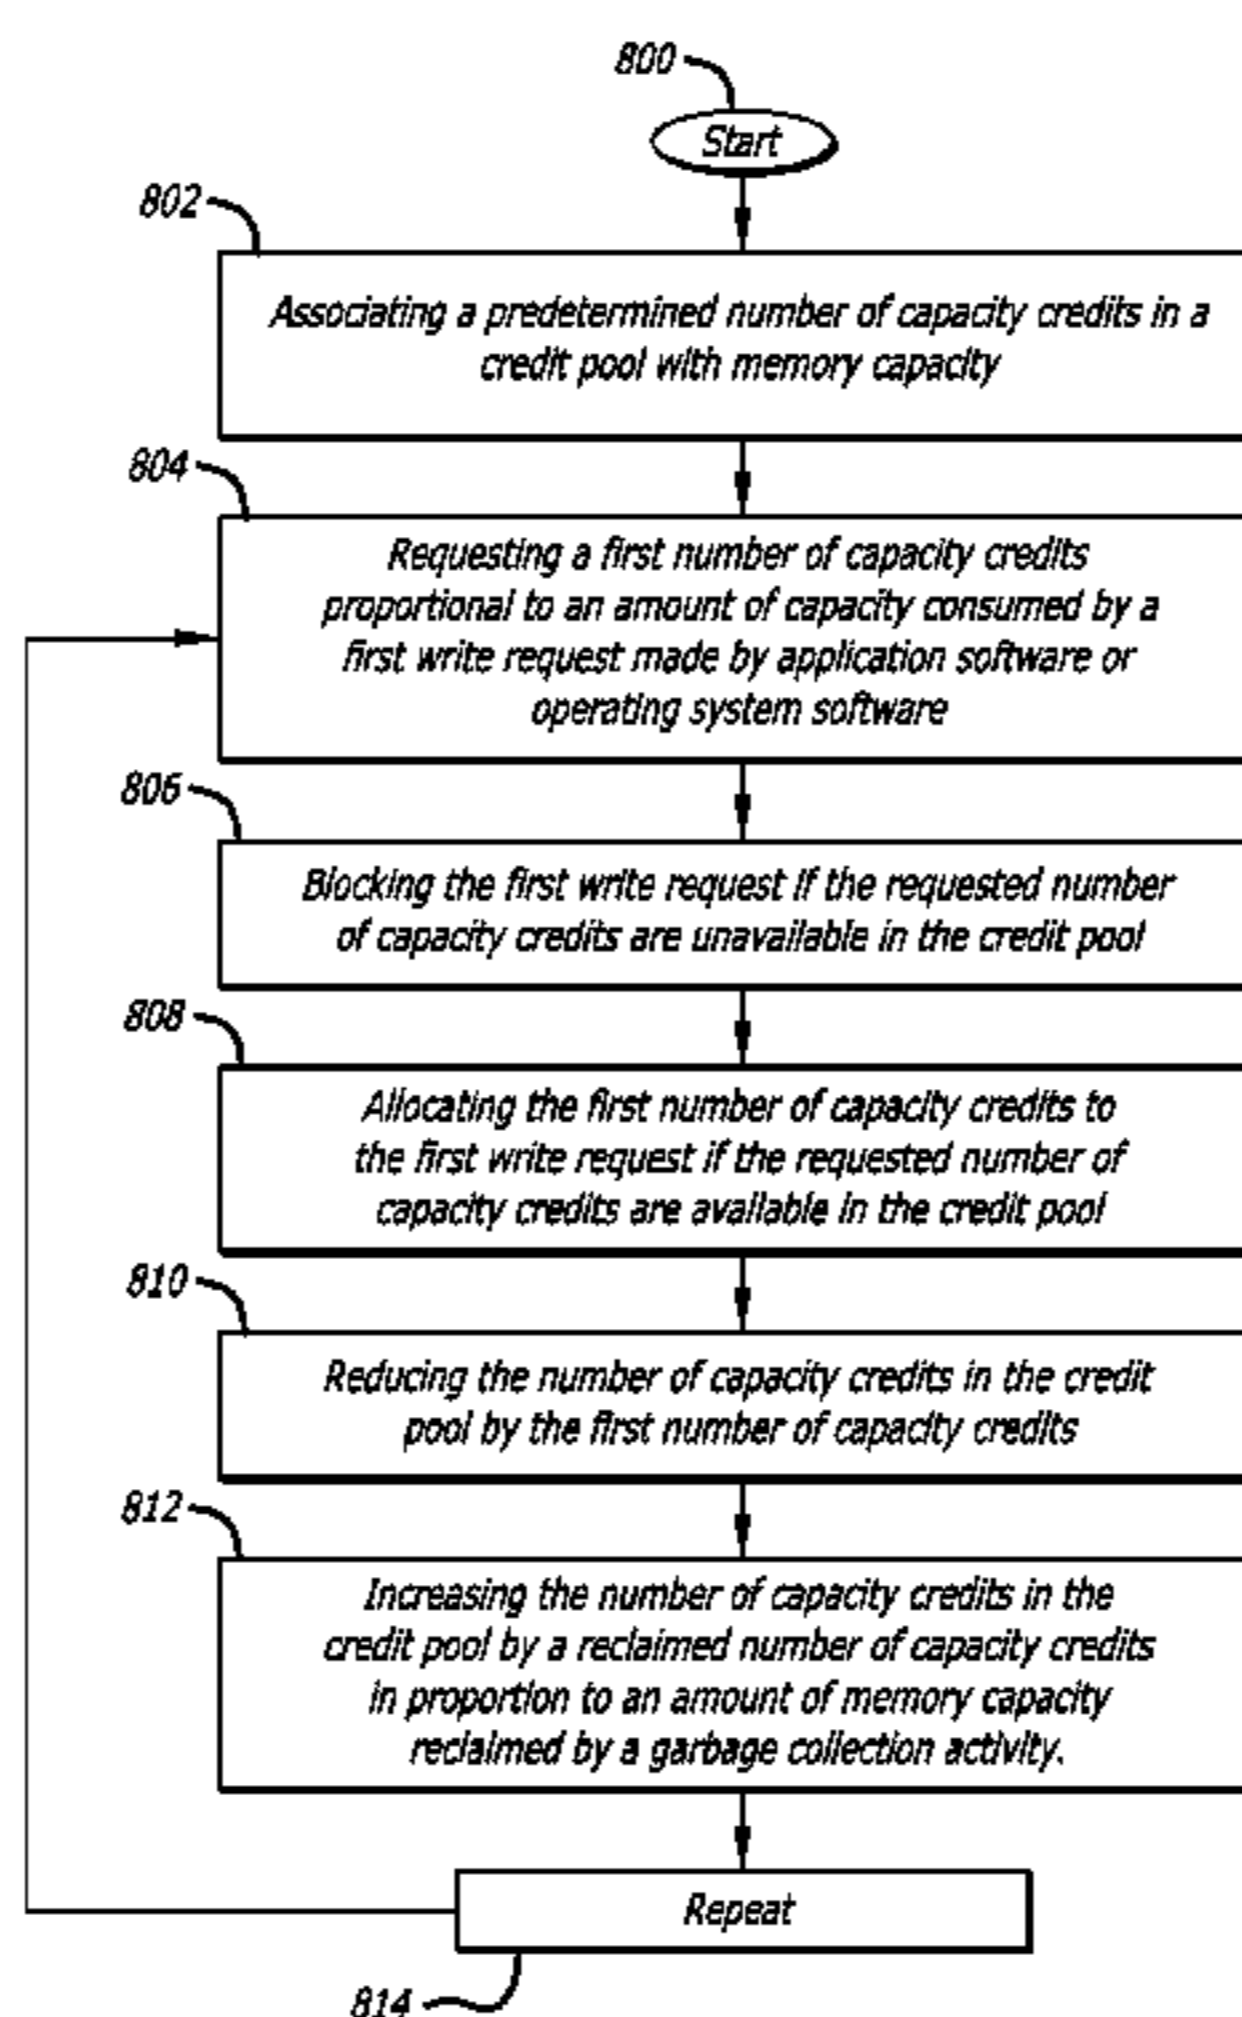 800
Start
802
Associating a predetermined number of capacity credits in a
credit pool with memory capacity
804
Requesting a first number of capacity credits
proportional to an amount of capacity consumed by a
first write request made by application software or
operating system software
806
Blocking the first write request if the requested number
of capacity credits are unavailable in the credit pool
808
Allocating the first number of capacity credits to
the first write request if the requested number of
capacity credits are available in the credit pool
810
Reducing the number of capacity credits in the credit
pool by the first number of capacity credits
812
Increasing the number of capacity credits in the
credit pool by a reclaimed number of capacity credits
in proportion to an amount of memory capacity
reclaimed by a garbage collection activity.
Repeat
814